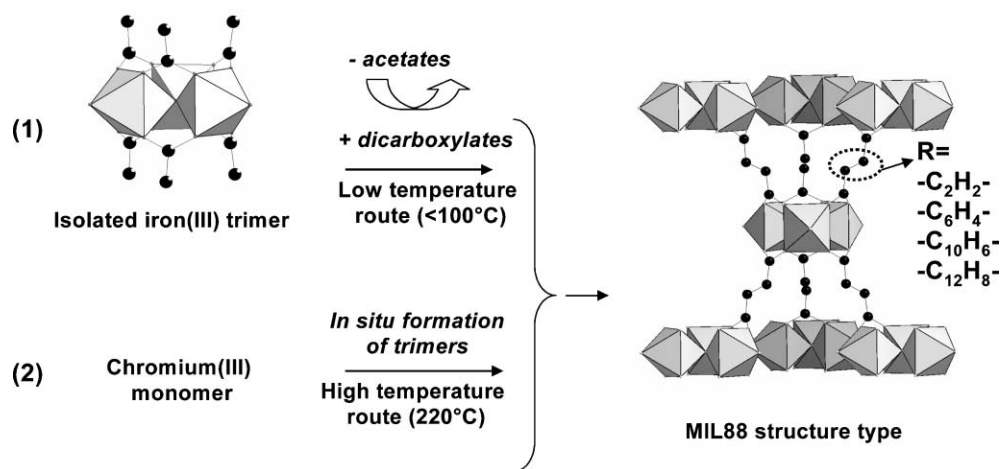 (1)
Isolated iron(III) trimer
- acetates
+ dicarboxylates
Low temperature
route (<100°C)
(2)
Chromium(III)
monomer
In situ formation
of trimers
High temperature
route (220°C)
R=
-C₂H₂-
-C₆H₄-
-C₁₀H₆-
-C₁₂H₈-
MIL88 structure type